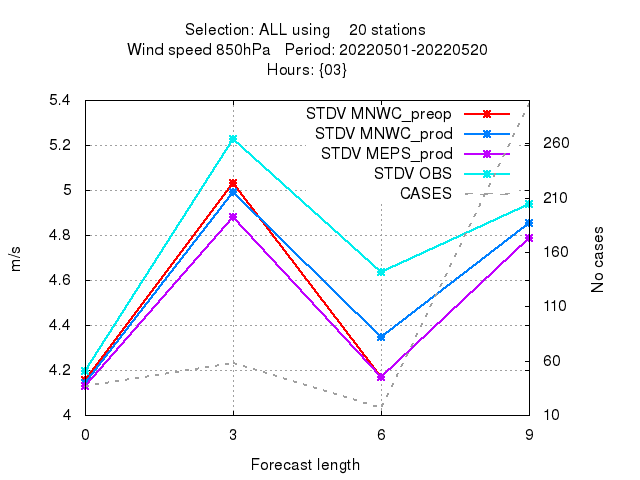 Selection: ALL using    20 stations
Wind speed 850hPa   Period: 20220501-20220520
Hours: {03}
5.4
5.2
5
4.8
4.6
4.4
4.2
4
m/s
STDV MNWC_preop
STDV MNWC_prod
STDV MEPS_prod
STDV OBS
CASES
260
210
160
110
60
10
No cases
0 3 6 9
Forecast length